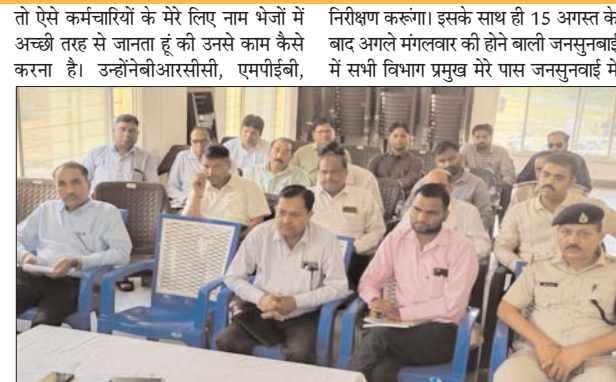 तो ऐसे कर्मचारियों के मेरे लिए नाम भेजों में
अच्छी तरह से जानता हूं की उनसे काम कैसे
करना है। उन्होंनेबीआरसीसी, एमपीईबी,
निरीक्षण करूंगा। इसके साथ ही 15 अगस्त के
बाद अगले मंगलवार की होने बाली जनसुनबाई
में सभी विभाग प्रमुख मेरे पास जनसुनवाई में